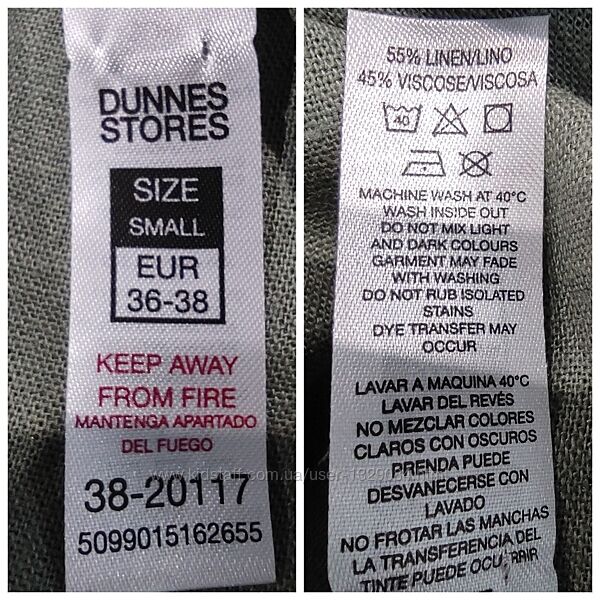 DUNNES
STORES
SIZE
SMALL
EUR
36-38
KEEP AWAY
FROM FIRE
MANTENGA APARTADO
DEL FUEGO
38-20117
5099015162655
55% LINEN/LINO
45% VISCOSE/VISCOSA
40
MACHINE WASH AT 40°C
WASH INSIDE OUT
DO NOT MIX LIGHT
AND DARK COLOURS
GARMENT MAY FADE
WITH WASHING
DO NOT RUB ISOLATED
STAINS
DYE TRANSFER MAY
OCCUR
LAVAR A MAQUINA 40°C
LAVAR DEL REVÉS
NO MEZCLAR COLORES
CLAROS CON OSCUROS
PRENDA PUEDE
DESVANECERSE CON
LAVADO
NO FROTAR LAS MANCHAS
LA TRANSFERENCIA DEL
TINTE PUEDE OCURRIR